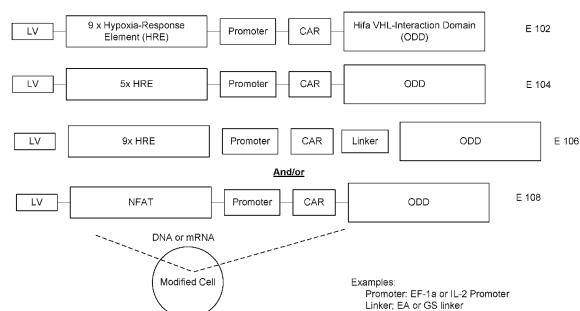 LV
9 x Hypoxia-Response
Element (HRE)
Promoter
CAR
Hifa VHL-Interaction Domain
(ODD)
E 102
LV
5x HRE
Promoter
CAR
ODD
E 104
LV
9x HRE
Promoter
CAR
Linker
ODD
E 106
And/or
LV
NFAT
Promoter
CAR
ODD
E 108
DNA or mRNA
Modified Cell
Examples:
Promoter: EF-1a or IL-2 Promoter
Linker; EA or GS linker